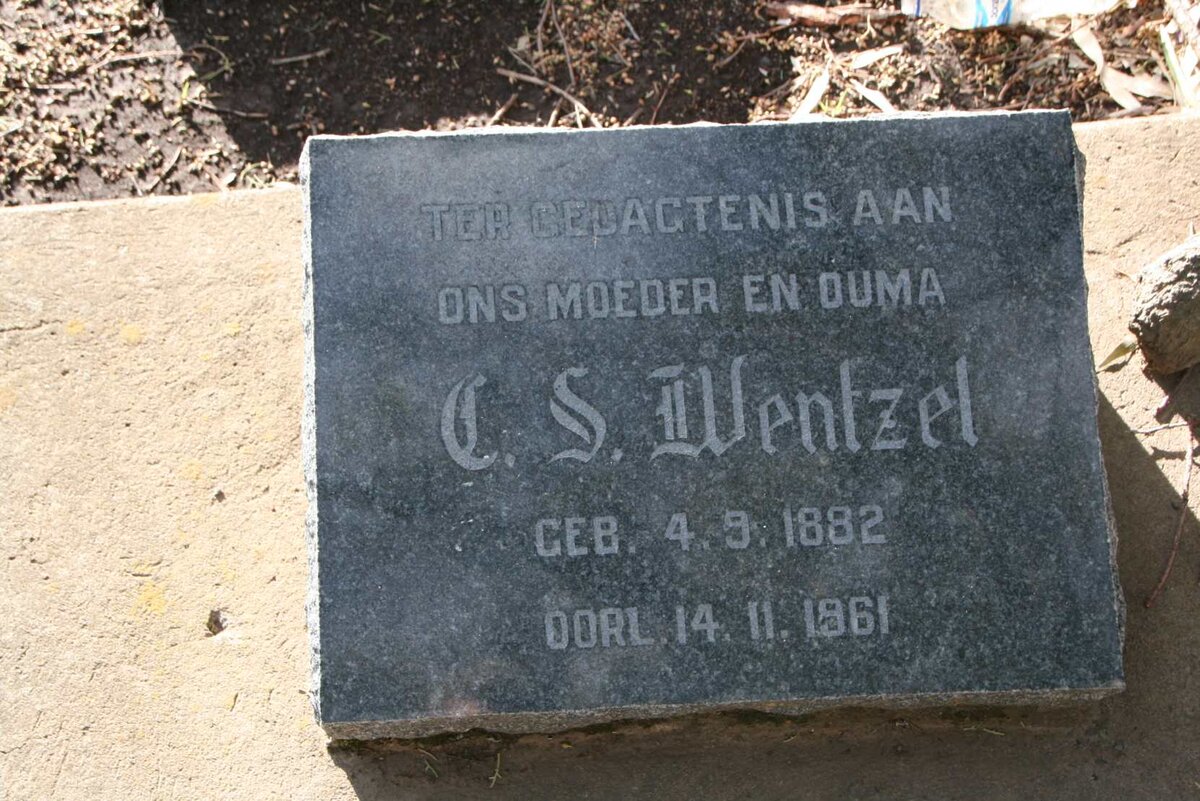 TER GEDAGTENIS AAN
ONS MOEDER EN OUMA
C. S. Wentzel
GEB. 4. 9. 1882
OORL. 14. 11. 1961